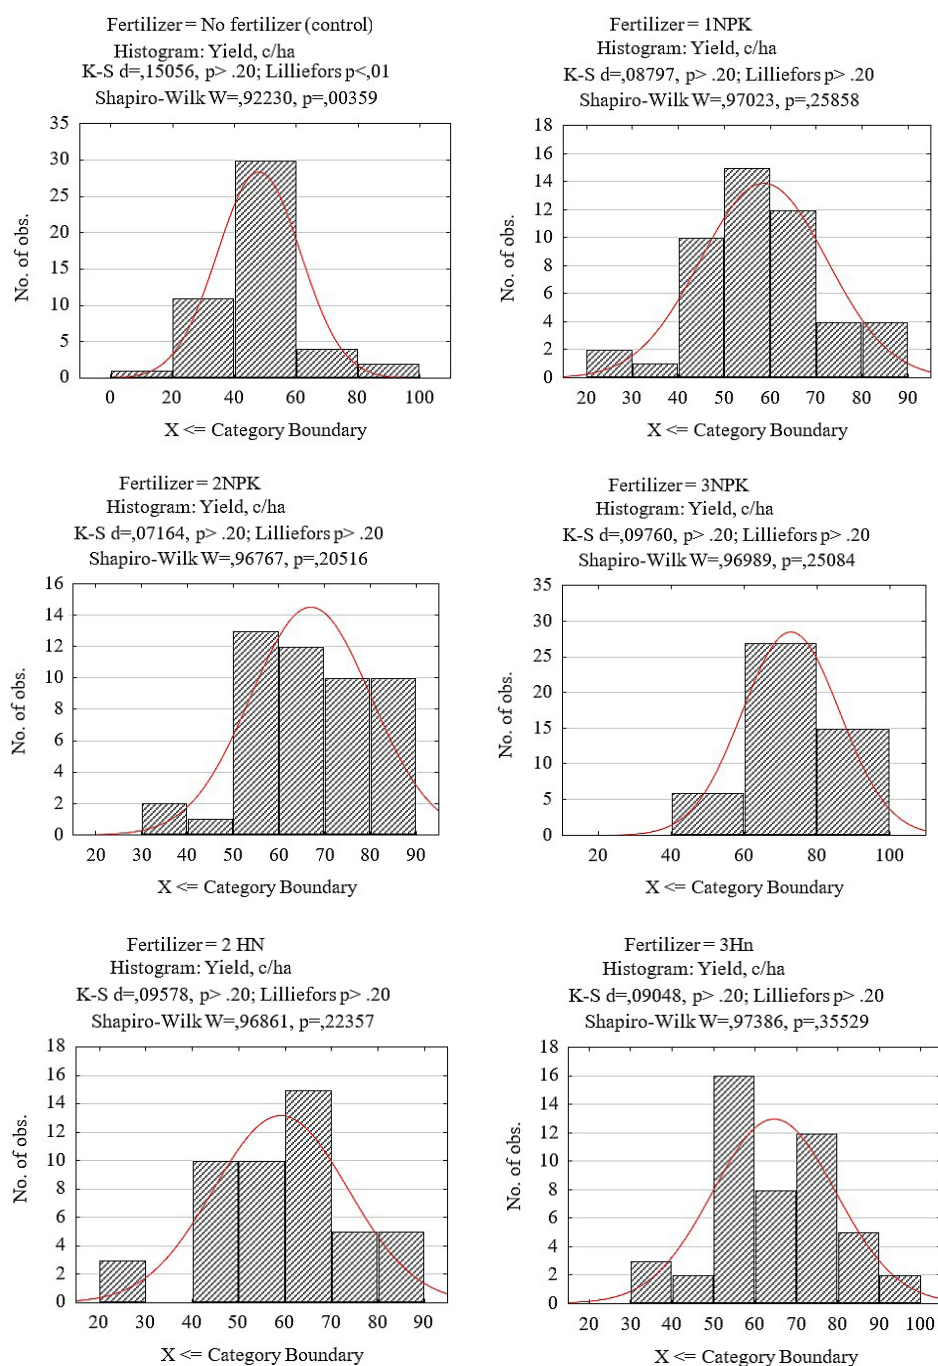 Fertilizer = No fertilizer (control)
Histogram: Yield, c/ha
K-S d=,15056, p> .20; Lilliefors p<,01
Shapiro-Wilk W=,92230, p=,00359
35
30
25
20
15
10
5
0
No. of obs.
0 20 40 60 80 100
X <= Category Boundary
Fertilizer = 1NPK
Histogram: Yield, c/ha
K-S d=,08797, p> .20; Lilliefors p> .20
Shapiro-Wilk W=,97023, p=,25858
18
16
14
12
10
8
6
4
2
0
No. of obs.
20 30 40 50 60 70 80 90
X <= Category Boundary
Fertilizer = 2NPK
Histogram: Yield, c/ha
K-S d=,07164, p> .20; Lilliefors p> .20
Shapiro-Wilk W=,96767, p=,20516
16
14
12
10
8
6
4
2
0
No. of obs.
20 30 40 50 60 70 80 90
X <= Category Boundary
Fertilizer = 3NPK
Histogram: Yield, c/ha
K-S d=,09760, p> .20; Lilliefors p> .20
Shapiro-Wilk W=,96989, p=,25084
35
30
25
20
15
10
5
0
No. of obs.
20 40 60 80 100
X <= Category Boundary
Fertilizer = 2 HN
Histogram: Yield, c/ha
K-S d=,09578, p> .20; Lilliefors p> .20
Shapiro-Wilk W=,96861, p=,22357
18
16
14
12
10
8
6
4
2
0
No. of obs.
20 30 40 50 60 70 80 90
X <= Category Boundary
Fertilizer = 3Hn
Histogram: Yield, c/ha
K-S d=,09048, p> .20; Lilliefors p> .20
Shapiro-Wilk W=,97386, p=,35529
18
16
14
12
10
8
6
4
2
0
No. of obs.
20 30 40 50 60 70 80 90 100
X <= Category Boundary